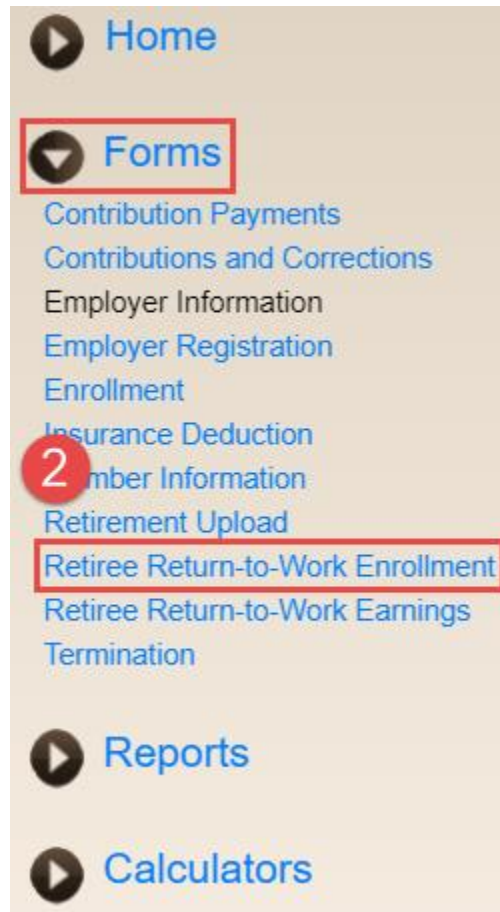 Home
Forms
Contribution Payments
Contributions and Corrections
Employer Information
Employer Registration
Enrollment
Insurance Deduction
2 mber Information
Retirement Upload
Retiree Return-to-Work Enrollment
Retiree Return-to-Work Earnings
Termination
Reports
Calculators